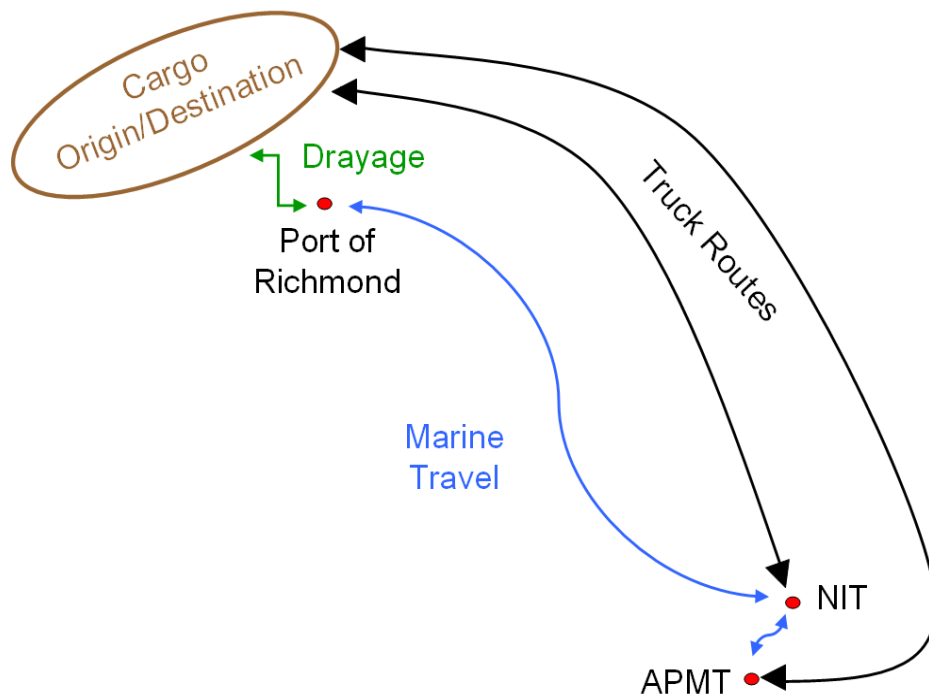 Cargo
Origin/Destination
Drayage
Port of
Richmond
Truck Routes
Marine
Travel
NIT
APMT